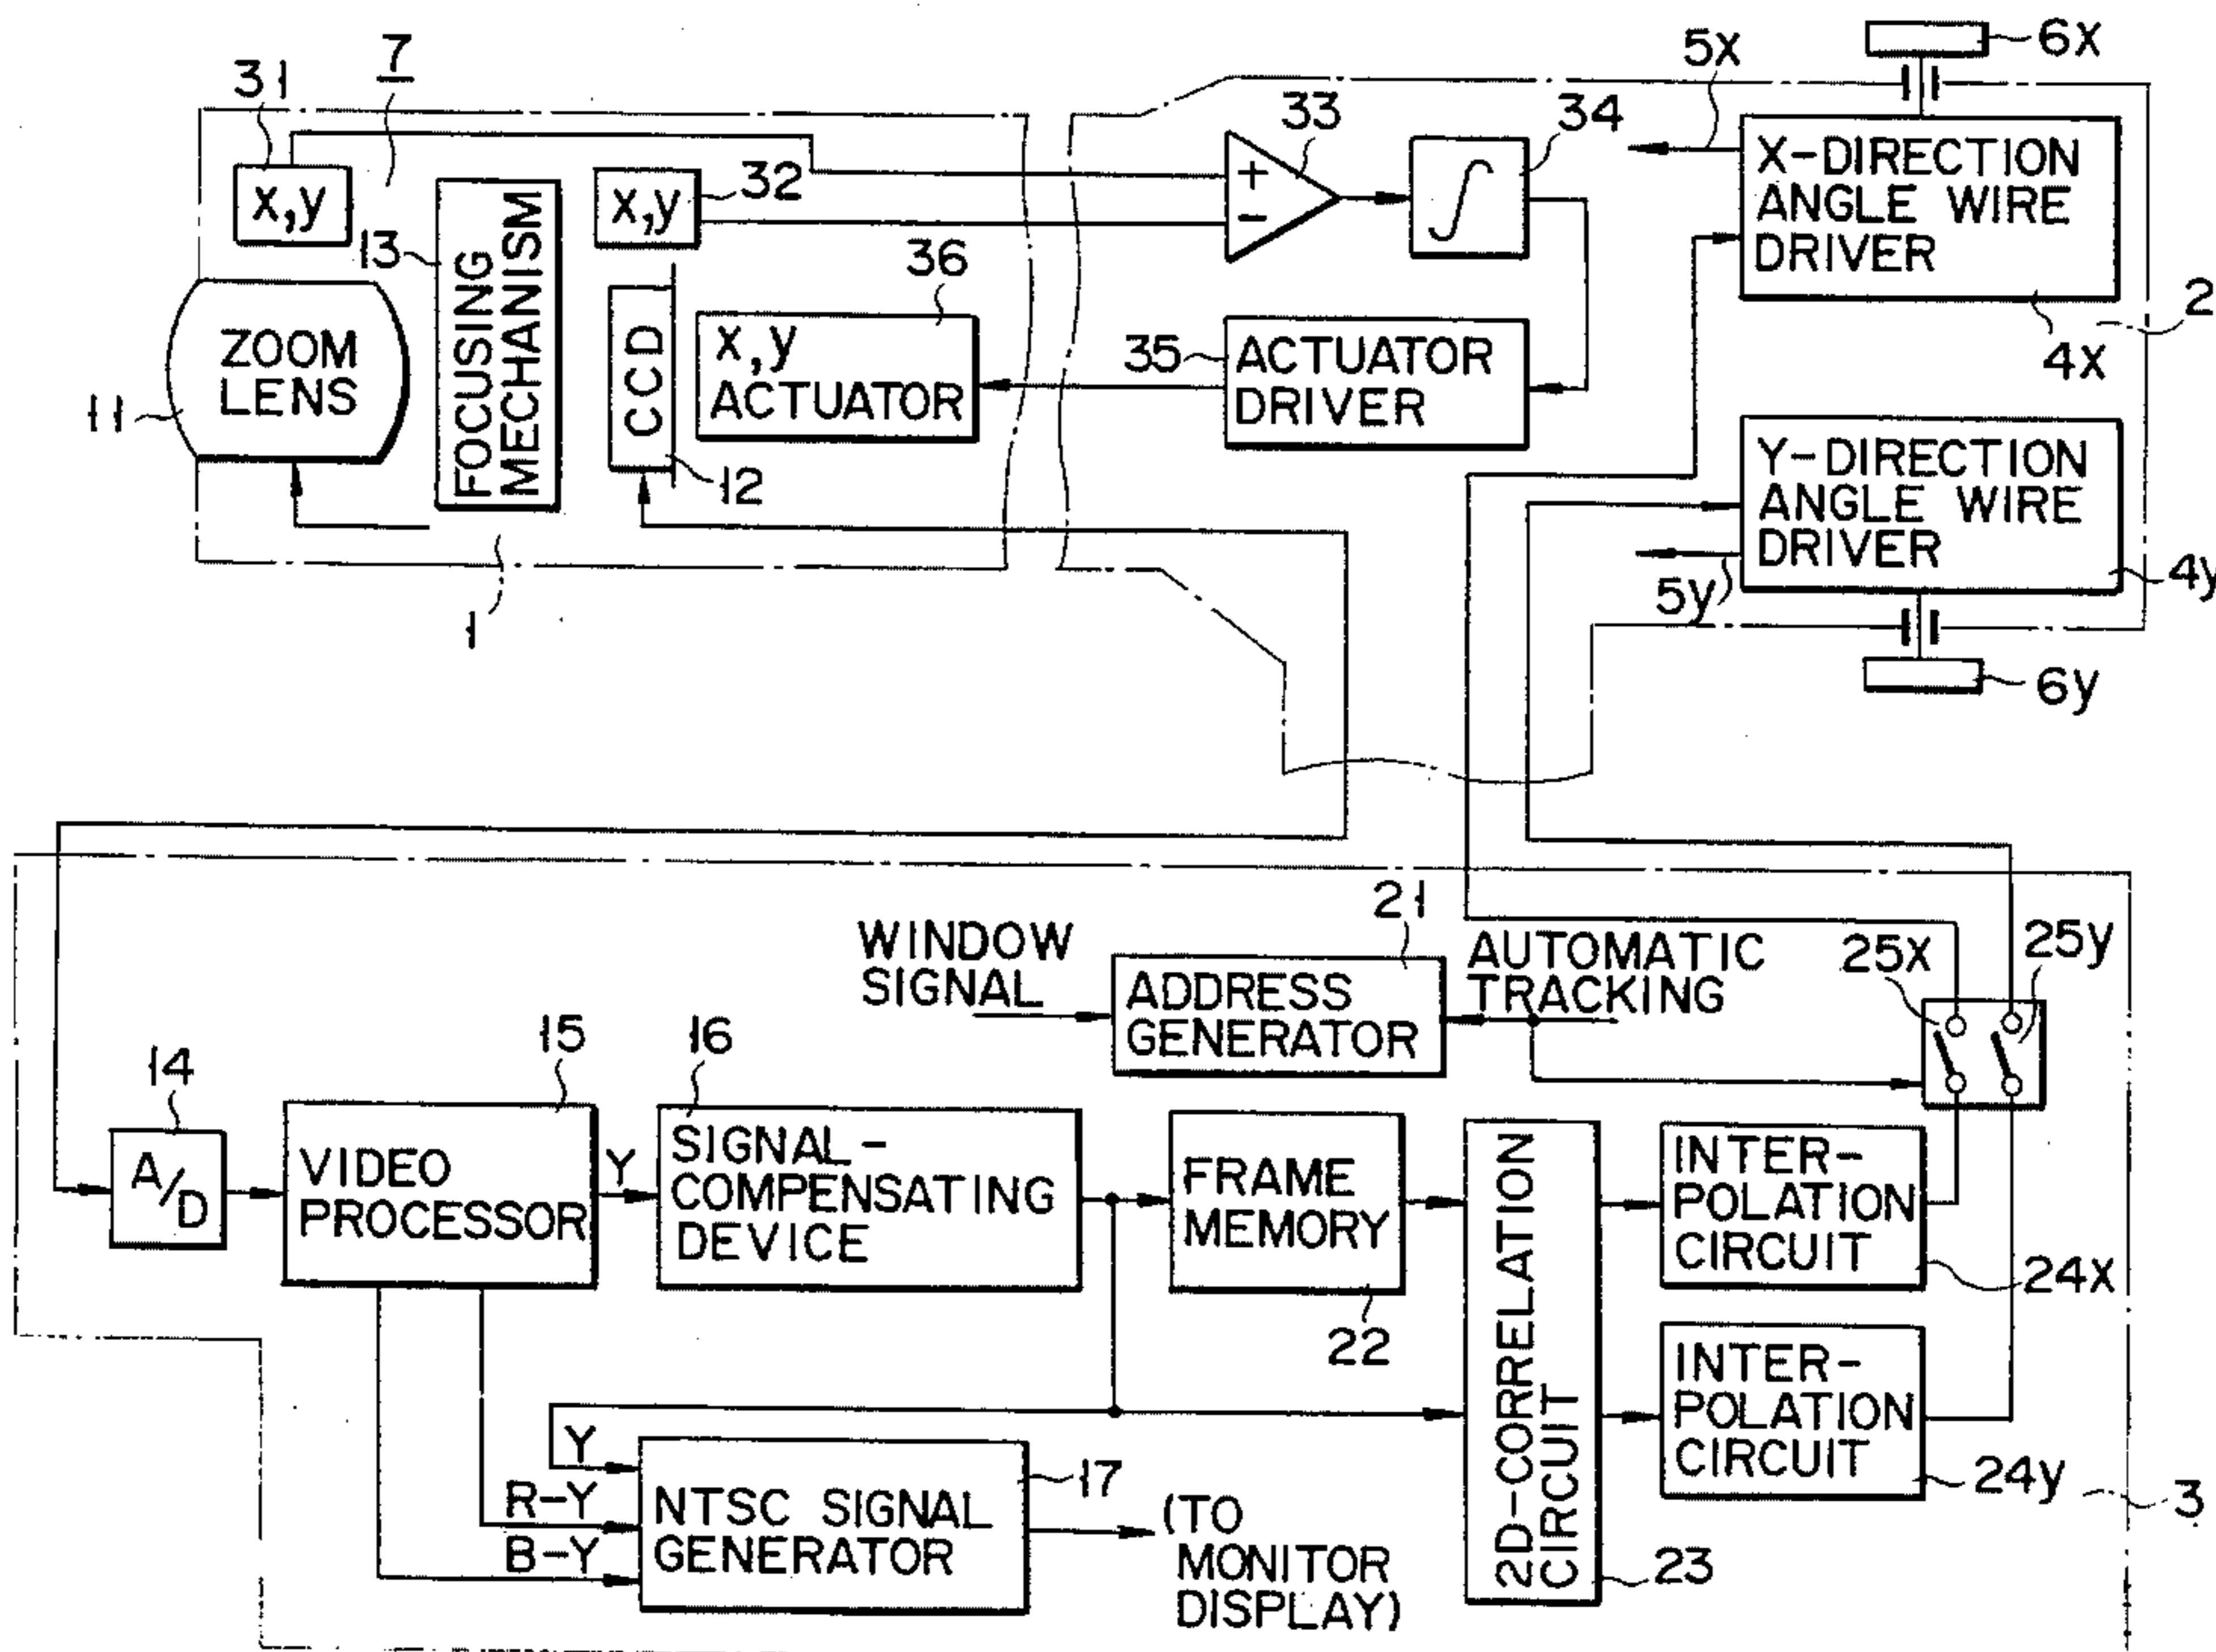 31
7
x,y
13
FOCUSING
MECHANISM
x,y
32
33
+
-
34
∫
5x
6x
X-DIRECTION
ANGLE WIRE
DRIVER
4x
2
ZOOM
LENS
11
CCD
12
36
x,y
ACTUATOR
35
ACTUATOR
DRIVER
Y-DIRECTION
ANGLE WIRE
DRIVER
4y
5y
6y
1
WINDOW
SIGNAL
21
ADDRESS
GENERATOR
AUTOMATIC
TRACKING
25x
25y
14
A/D
15
VIDEO
PROCESSOR
Y
16
SIGNAL-
COMPENSATING
DEVICE
FRAME
MEMORY
22
2D-CORRELATION
CIRCUIT
23
INTER-
POLATION
CIRCUIT
24x
INTER-
POLATION
CIRCUIT
24y
3
Y
R-Y
B-Y
NTSC SIGNAL
GENERATOR
17
(TO
MONITOR
DISPLAY)